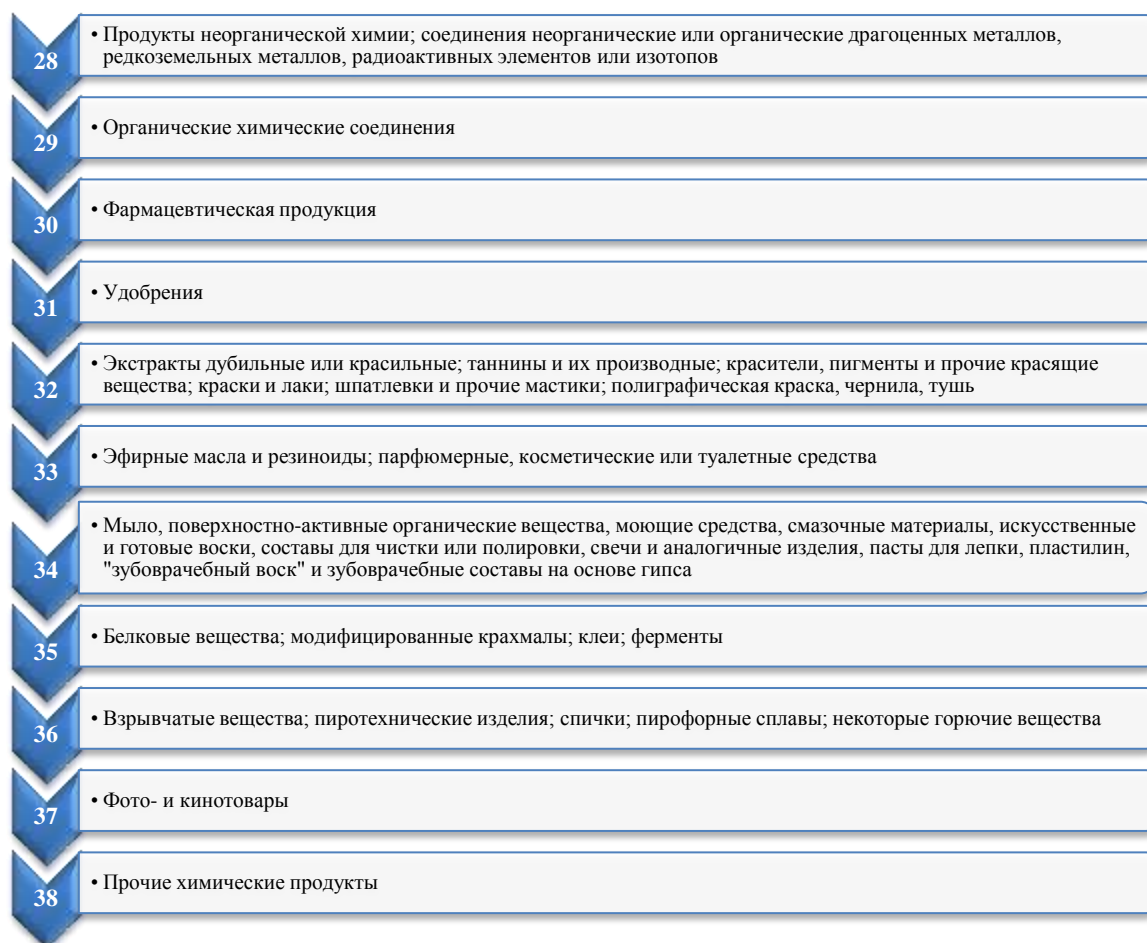 28
• Продукты неорганической химии; соединения неорганические или органические драгоценных металлов,
редкоземельных металлов, радиоактивных элементов или изотопов
29
• Органические химические соединения
30
• Фармацевтическая продукция
31
• Удобрения
32
• Экстракты дубильные или красильные; таннины и их производные; красители, пигменты и прочие красящие
вещества; краски и лаки; шпатлевки и прочие мастики; полиграфическая краска, чернила, тушь
33
• Эфирные масла и резиноиды; парфюмерные, косметические или туалетные средства
34
• Мыло, поверхностно-активные органические вещества, моющие средства, смазочные материалы, искусственные
и готовые воски, составы для чистки или полировки, свечи и аналогичные изделия, пасты для лепки, пластилин,
"зубоврачебный воск" и зубоврачебные составы на основе гипса
35
• Белковые вещества; модифицированные крахмалы; клеи; ферменты
36
• Взрывчатые вещества; пиротехнические изделия; спички; пирофорные сплавы; некоторые горючие вещества
37
• Фото- и кинотовары
38
• Прочие химические продукты